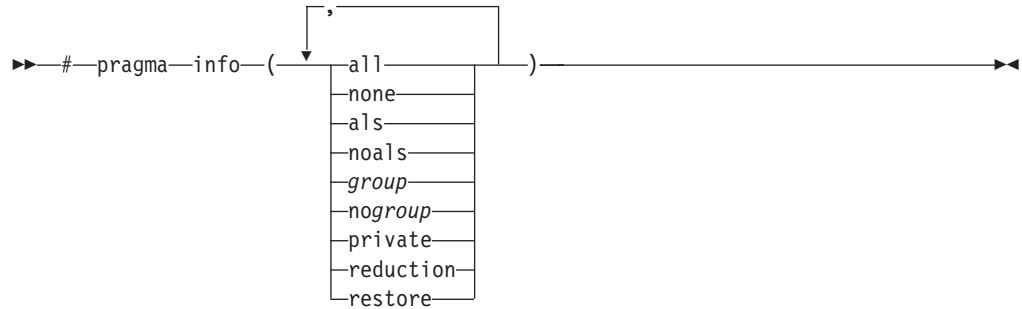 ,
►►—#—pragma—info—(—all—)—►◄
none
als
noals
group
nogroup
private
reduction
restore